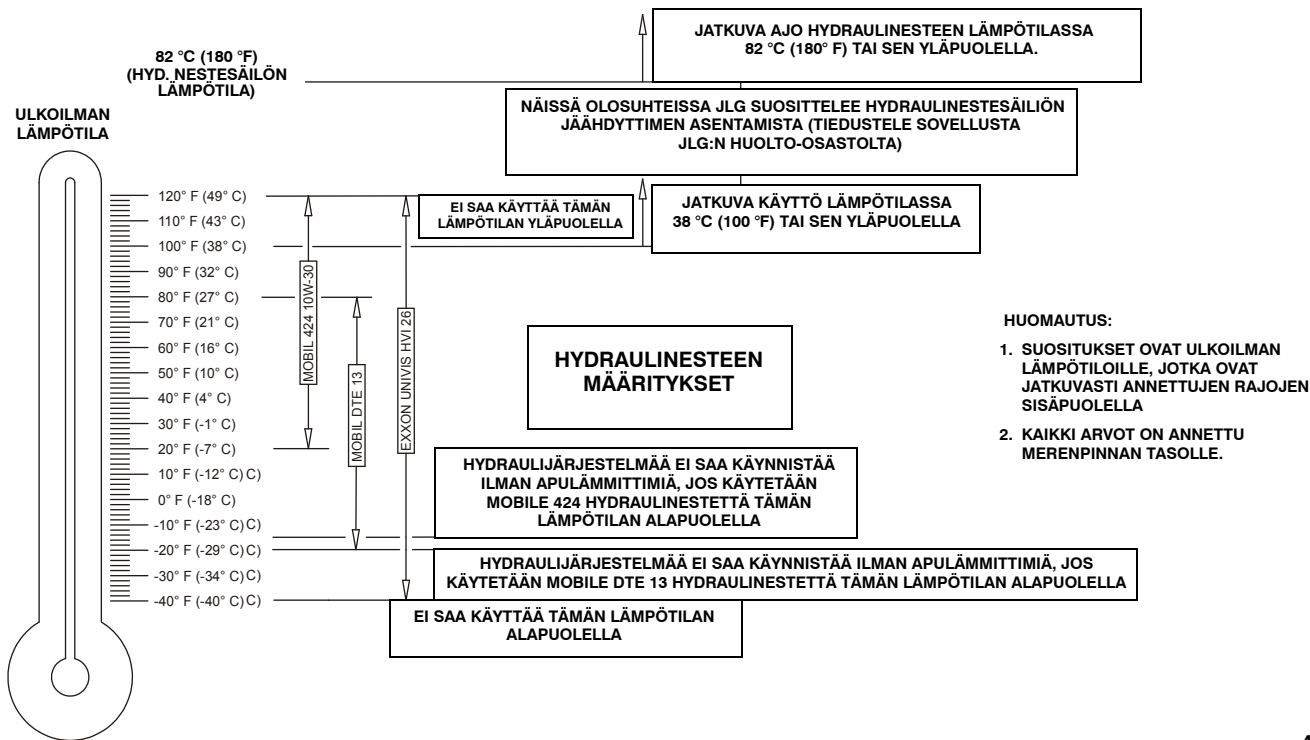 82 °C (180 °F)
(HYD. NESTESÄILÖN
LÄMPÖTILA)
JATKUVA AJO HYDRAULINESTEEN LÄMPÖTILASSA
82 °C (180° F) TAI SEN YLÄPUOLELLA.
NÄISSÄ OLOSUHTEISSA JLG SUOSITTELEE HYDRAULINESTESÄILIÖN
JÄÄHDYTTIMEN ASENTAMISTA (TIEDUSTELE SOVELLUSTA
JLG:N HUOLTO-OSASTOLTA)
ULKOILMAN
LÄMPÖTILA
EI SAA KÄYTTÄÄ TÄMÄN
LÄMPÖTILAN YLÄPUOLELLA
JATKUVA KÄYTTÖ LÄMPÖTILASSA
38 °C (100 °F) TAI SEN YLÄPUOLELLA
120° F (49° C)
110° F (43° C)
100° F (38° C)
90° F (32° C)
80° F (27° C)
70° F (21° C)
60° F (16° C)
50° F (10° C)
40° F (4° C)
30° F (-1° C)
20° F (-7° C)
10° F (-12° C) C)
0° F (-18° C)
-10° F (-23° C) C)
-20° F (-29° C) C)
-30° F (-34° C) C)
-40° F (-40° C) C)
MOBIL 424 10W-30
MOBIL DTE 13
EXXON UNIVIS HVI 26
HYDRAULINESTEEN
MÄÄRITYKSET
HYDRAULIJÄRJESTELMÄÄ EI SAA KÄYNNISTÄÄ
ILMAN APULÄMMITTIMIÄ, JOS KÄYTETÄÄN
MOBILE 424 HYDRAULINESTETTÄ TÄMÄN
LÄMPÖTILAN ALAPUOLELLA
HYDRAULIJÄRJESTELMÄÄ EI SAA KÄYNNISTÄÄ ILMAN APULÄMMITTIMIÄ, JOS
KÄYTETÄÄN MOBILE DTE 13 HYDRAULINESTETTÄ TÄMÄN LÄMPÖTILAN ALAPUOLELLA
EI SAA KÄYTTÄÄ TÄMÄN LÄMPÖTILAN
ALAPUOLELLA
HUOMAUTUS:
1. SUOSITUKSET OVAT ULKOILMAN
LÄMPÖTILOILLE, JOTKA OVAT
JATKUVASTI ANNETTUJEN RAJOJEN
SISÄPUOLELLA
2. KAIKKI ARVOT ON ANNETTU
MERENPINNAN TASOLLE.